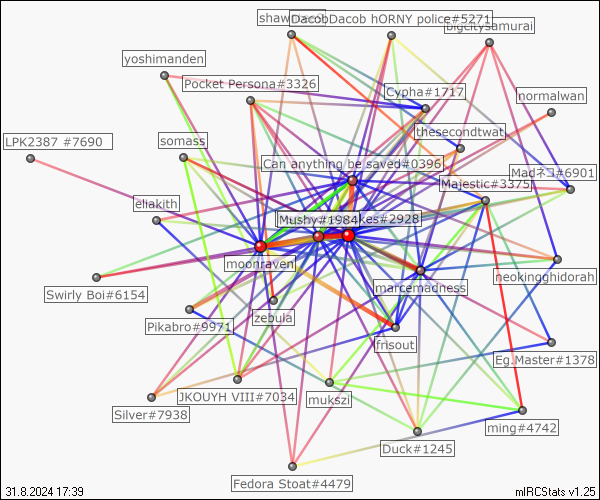 shaw
DacobDacob hORNY police#5271
bigcitysamurai
yoshimanden
Pocket Persona#3326
Cypha#1717
normalwan
thesecondtwat
LPK2387 #7690
somass
Can anything be saved#0396
Madネコ#6901
Majestic#3375
eliakith
Mushy#1984
kes#2928
moonraven
marcemadness
neokingghidorah
Swirly Boi#6154
zebula
Pikabro#9971
frisout
Eg.Master#1378
JKOUYH VIII#7034
mukszi
Silver#7938
Duck#1245
ming#4742
Fedora Stoat#4479
31.8.2024 17:39
mIRCStats v1.25